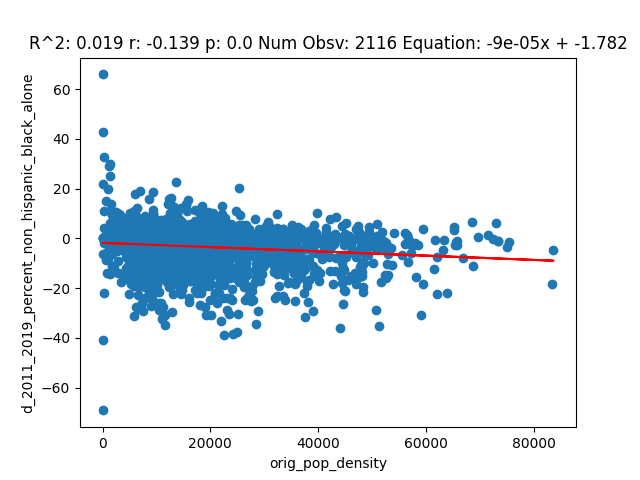 R^2: 0.019 r: -0.139 p: 0.0 Num Obsv: 2116 Equation: -9e-05x + -1.782
60
40
20
0
−20
−40
−60
d_2011_2019_percent_non_hispanic_black_alone
0 20000 40000 60000 80000
orig_pop_density